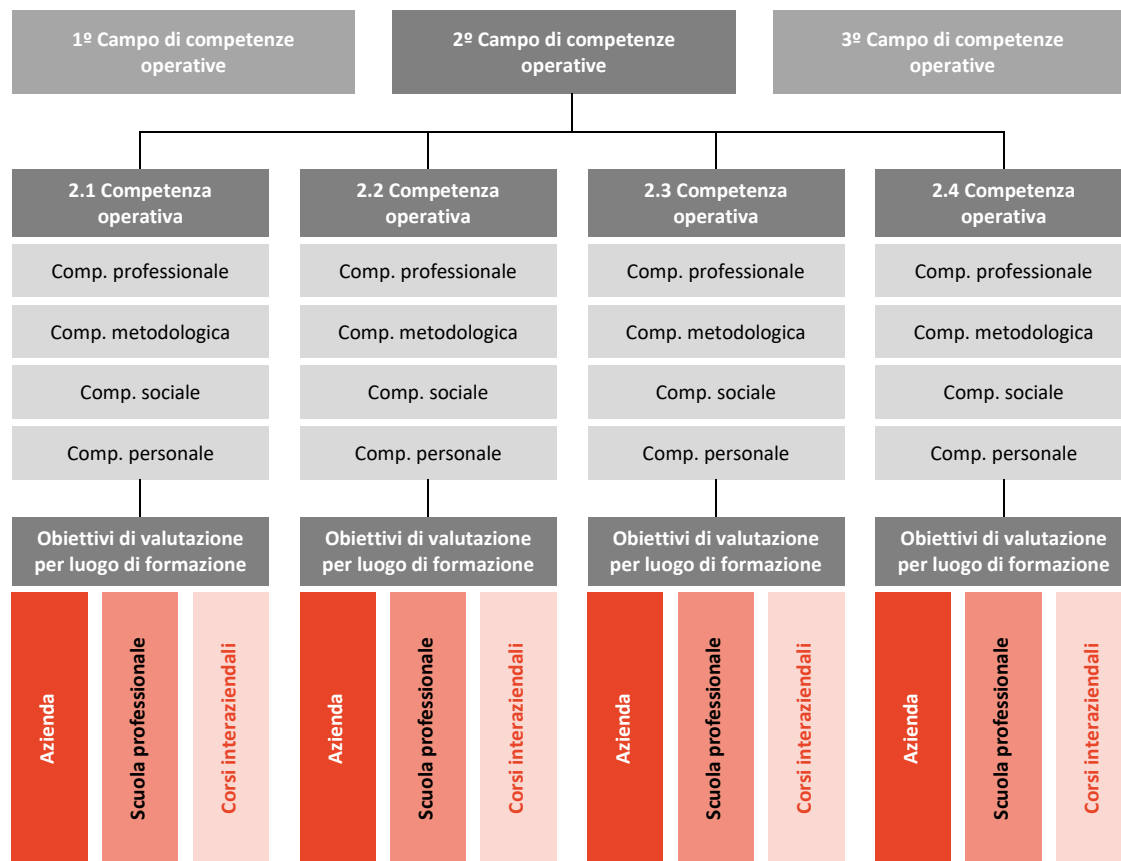 1º Campo di competenze
operative
2º Campo di competenze
operative
3º Campo di competenze
operative
2.1 Competenza
operativa
2.2 Competenza
operativa
2.3 Competenza
operativa
2.4 Competenza
operativa
Comp. professionale
Comp. professionale
Comp. professionale
Comp. professionale
Comp. metodologica
Comp. metodologica
Comp. metodologica
Comp. metodologica
Comp. sociale
Comp. sociale
Comp. sociale
Comp. sociale
Comp. personale
Comp. personale
Comp. personale
Comp. personale
Obiettivi di valutazione
per luogo di formazione
Obiettivi di valutazione
per luogo di formazione
Obiettivi di valutazione
per luogo di formazione
Obiettivi di valutazione
per luogo di formazione
Azienda
Scuola professionale
Corsi interaziendali
Azienda
Scuola professionale
Corsi interaziendali
Azienda
Scuola professionale
Corsi interaziendali
Azienda
Scuola professionale
Corsi interaziendali